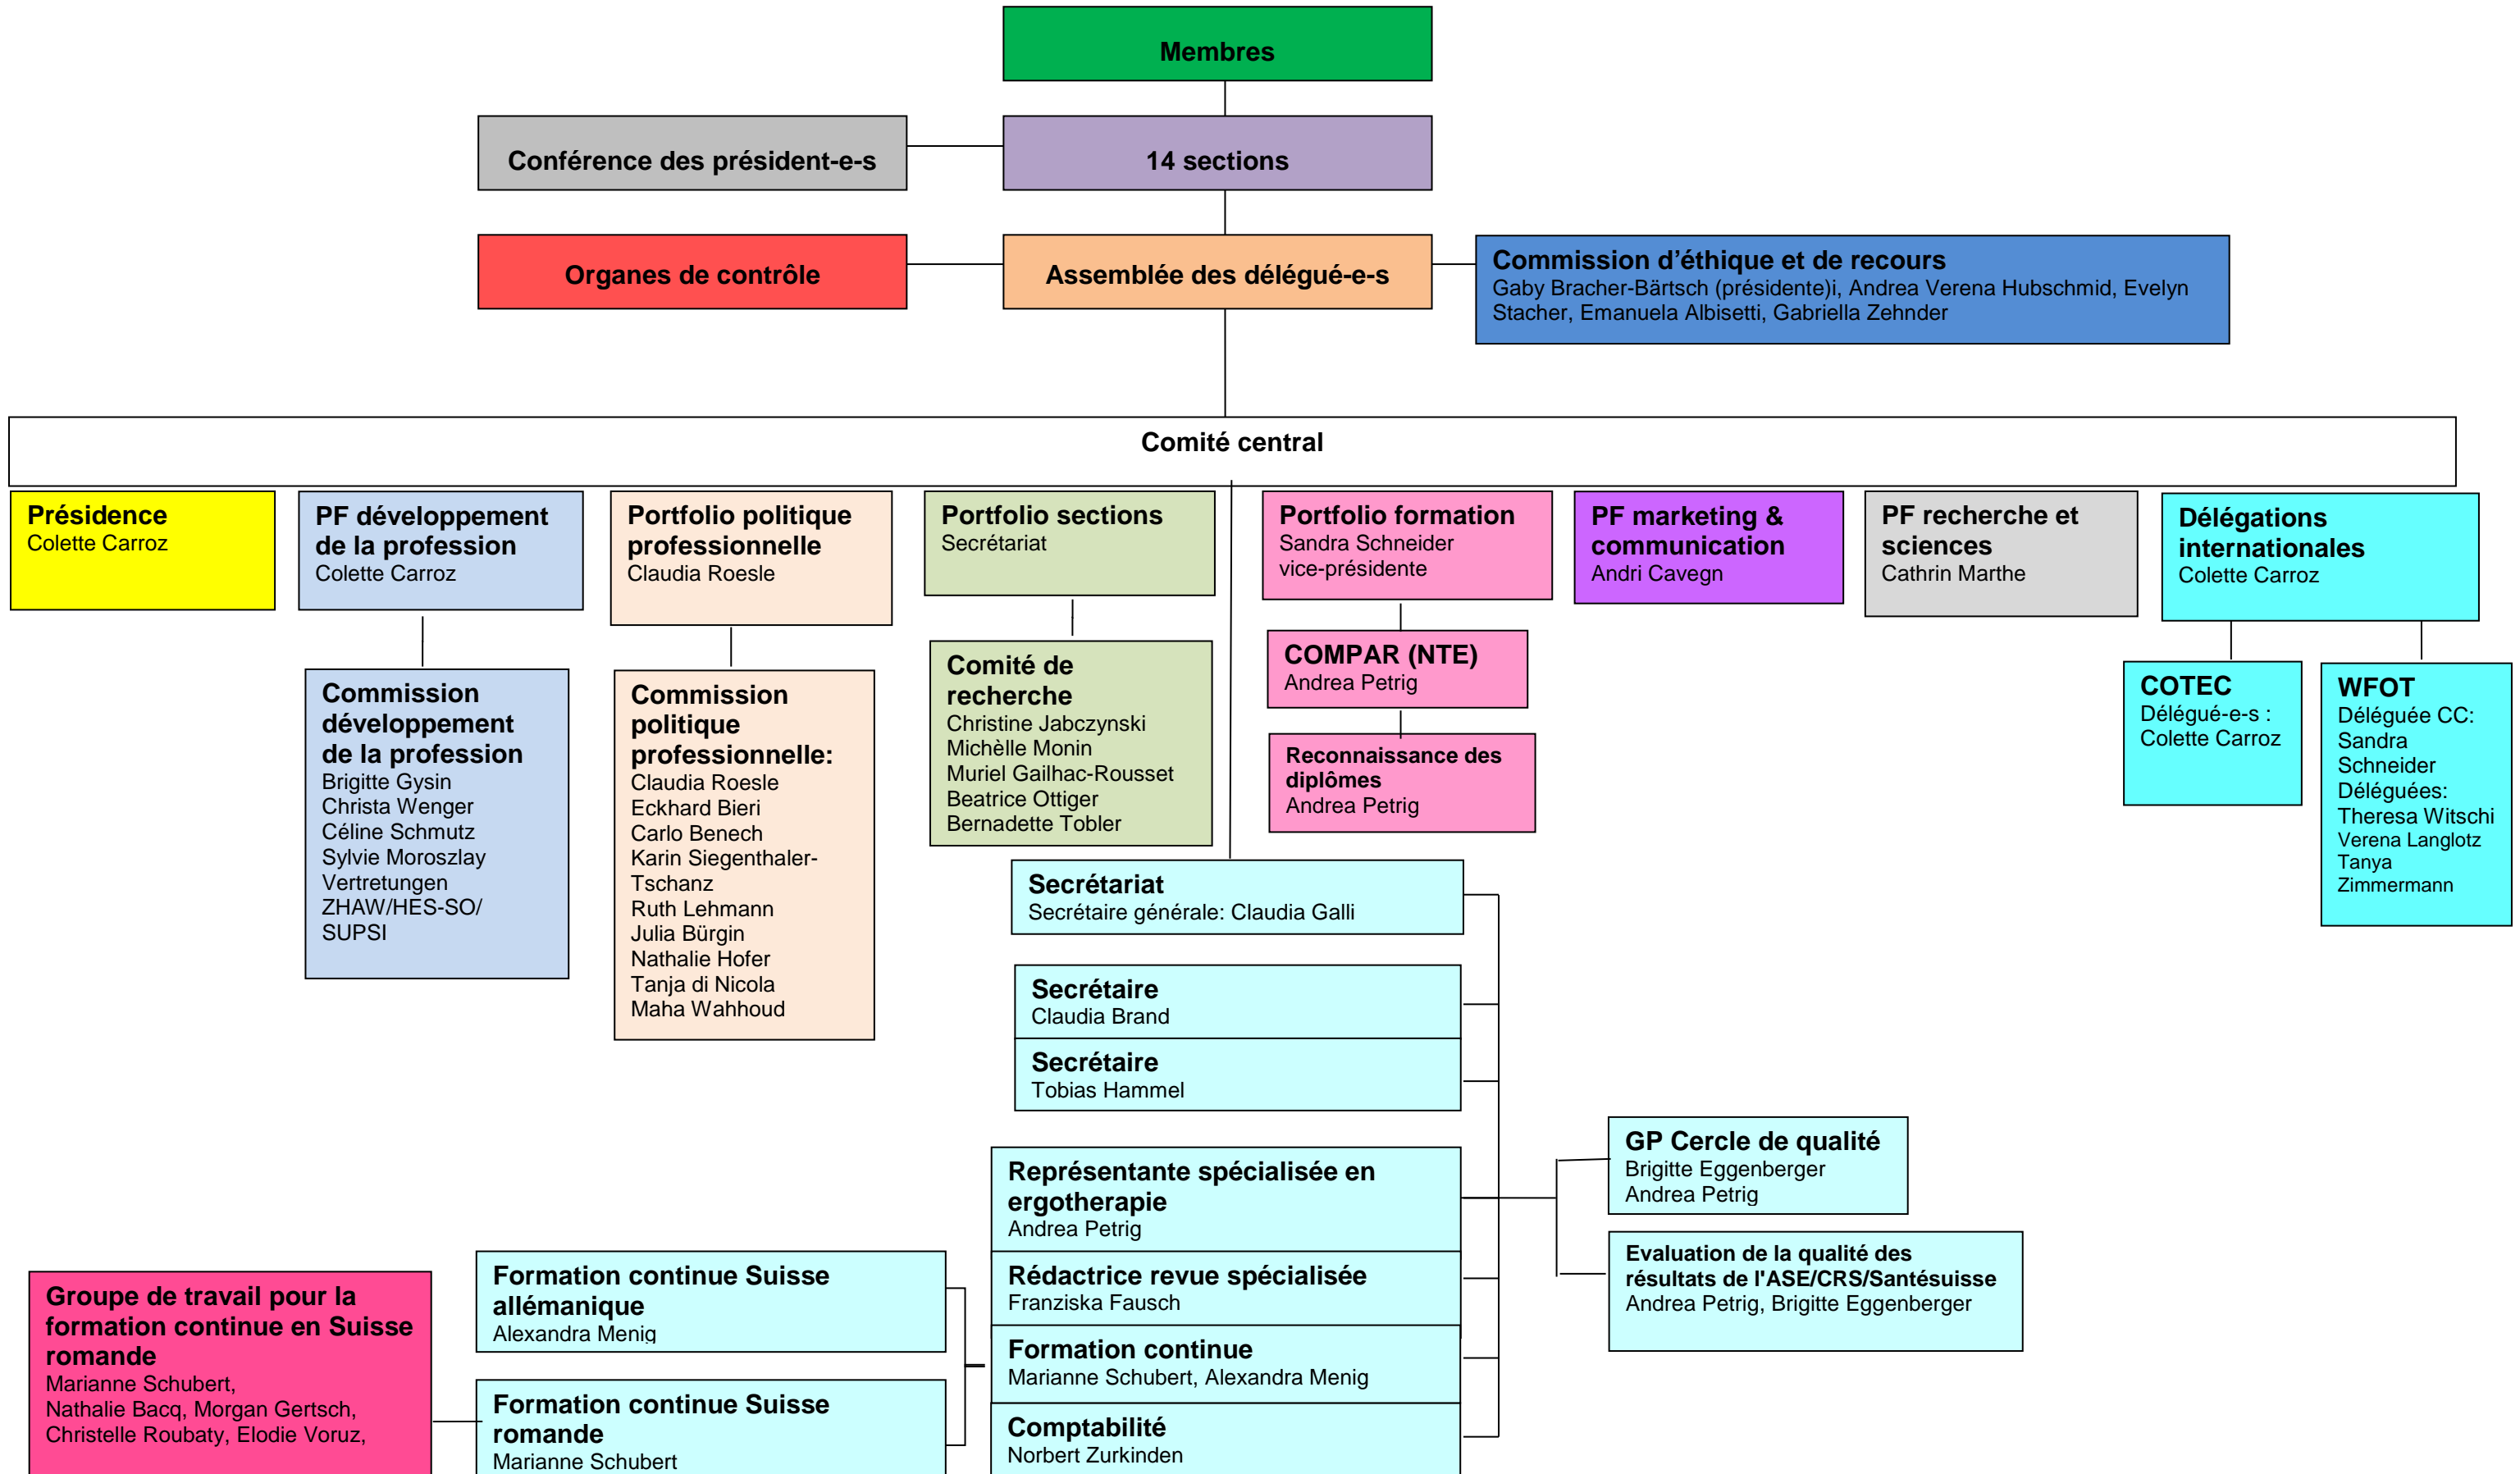 Membres
Conférence des président-e-s
14 sections
Organes de contrôle
Assemblée des délégué-e-s
Commission d'éthique et de recours
Gaby Bracher-Bärtsch (présidente)i, Andrea Verena Hubschmid, Evelyn
Stacher, Emanuela Albisetti, Gabriella Zehnder
Comité central
Présidence
Colette Carroz
PF développement
de la profession
Colette Carroz
Portfolio politique
professionnelle
Claudia Roesle
Portfolio sections
Secrétariat
Portfolio formation
Sandra Schneider
vice-présidente
PF marketing &
communication
Andri Cavegn
PF recherche et
sciences
Cathrin Marthe
Délégations
internationales
Colette Carroz
Commission
développement
de la profession
Brigitte Gysin
Christa Wenger
Céline Schmutz
Sylvie Moroszlay
Vertretungen
ZHAW/HES-SO/
SUPSI
Commission
politique
professionnelle:
Claudia Roesle
Eckhard Bieri
Carlo Benech
Karin Siegenthaler-
Tschanz
Ruth Lehmann
Julia Bürgin
Nathalie Hofer
Tanja di Nicola
Maha Wahhoud
Comité de
recherche
Christine Jabczynski
Michèlle Monin
Muriel Gailhac-Rousset
Beatrice Ottiger
Bernadette Tobler
COMPAR (NTE)
Andrea Petrig
Reconnaissance des
diplômes
Andrea Petrig
COTEC
Délégué-e-s :
Colette Carroz
WFOT
Déléguée CC:
Sandra
Schneider
Déléguées:
Theresa Witschi
Verena Langlotz
Tanya
Zimmermann
Secrétariat
Secrétaire générale: Claudia Galli
Secrétaire
Claudia Brand
Secrétaire
Tobias Hammel
Représentante spécialisée en
ergotherapie
Andrea Petrig
GP Cercle de qualité
Brigitte Eggenberger
Andrea Petrig
Evaluation de la qualité des
résultats de l'ASE/CRS/Santésuisse
Andrea Petrig, Brigitte Eggenberger
Rédactrice revue spécialisée
Franziska Fausch
Formation continue
Marianne Schubert, Alexandra Menig
Comptabilité
Norbert Zurkinden
Formation continue Suisse
allémanique
Alexandra Menig
Formation continue Suisse
romande
Marianne Schubert
Groupe de travail pour la
formation continue en Suisse
romande
Marianne Schubert,
Nathalie Bacq, Morgan Gertsch,
Christelle Roubaty, Elodie Voruz,